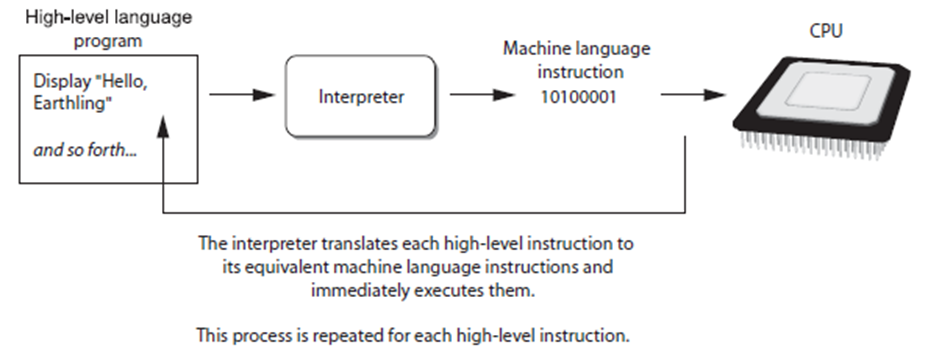 High-level language
program
Display "Hello,
Earthling"
and so forth...
Interpreter
Machine language
instruction
10100001
CPU
The interpreter translates each high-level instruction to
its equivalent machine language instructions and
immediately executes them.
This process is repeated for each high-level instruction.